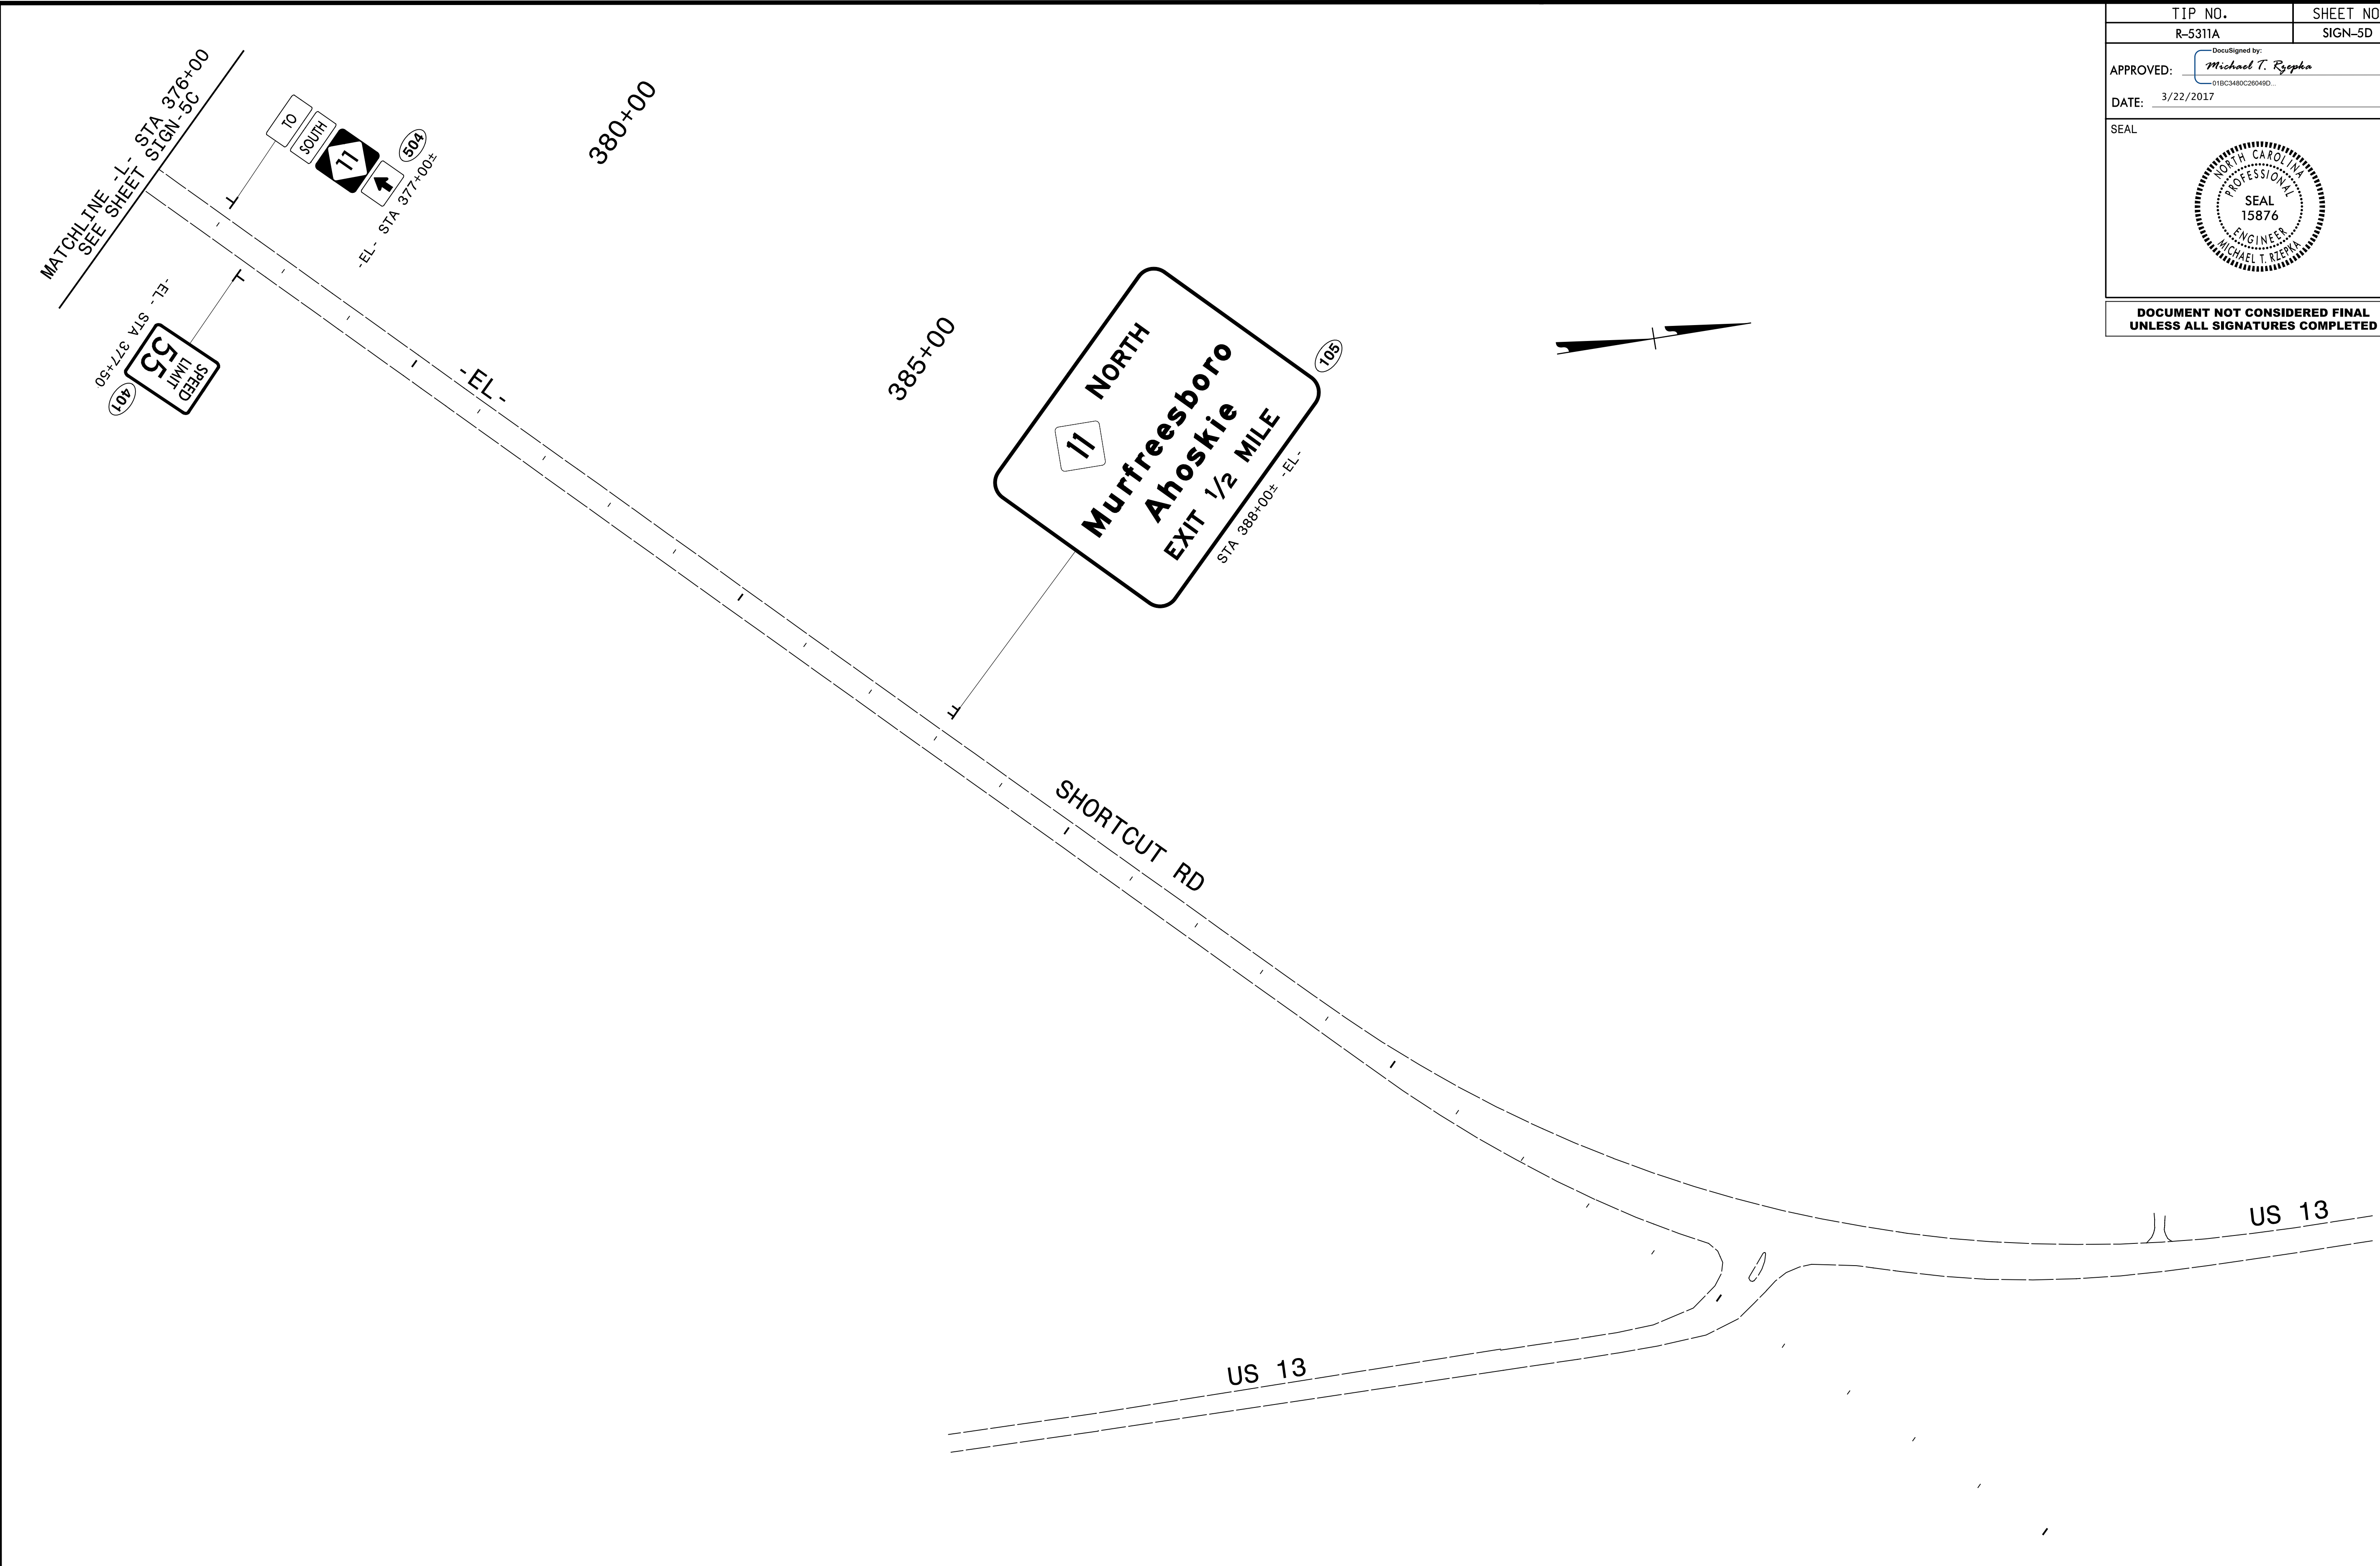 TIP NO.
SHEET NO
R-5311A
SIGN-5D
DocuSigned by:
APPROVED:
Michael T. Rzepka
01BC3480C26049D...
DATE:
3/22/2017
SEAL
NORTH CAROLINA
PROFESSIONAL
SEAL
15876
ENGINEER
MICHAEL T. RZEPKA
DOCUMENT NOT CONSIDERED FINAL
UNLESS ALL SIGNATURES COMPLETED
MATCHLINE -L- STA 376+00
SEE SHEET SIGN-5C
TO
SOUTH
11
504
-EL- STA 377+00±
380+00
-EL- STA 377+50
SPEED
LIMIT
55
401
-EL-
385+00
NORTH
11
Murfreesboro
Ahoskie
EXIT 1/2 MILE
105
STA 388+00± -EL-
SHORTCUT RD
US 13
US 13